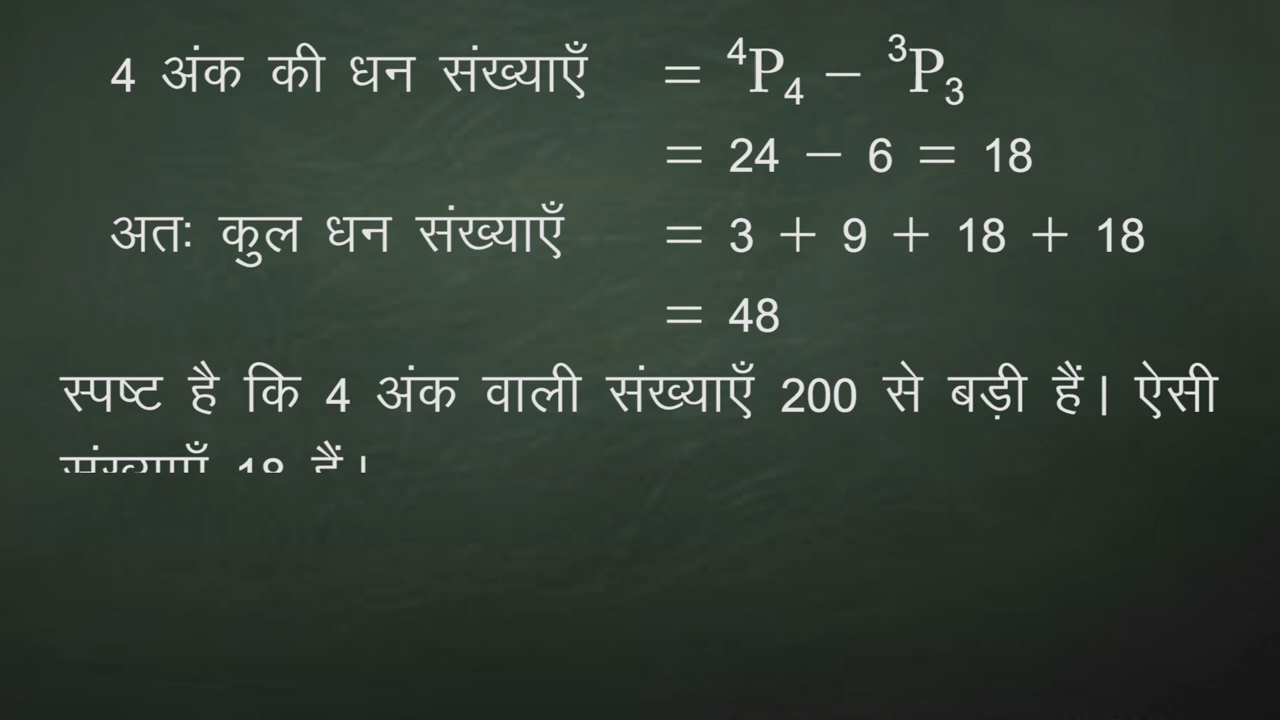 4 अंक की धन संख्याएँ = ⁴P₄ − ³P₃
= 24 − 6 = 18
अतः कुल धन संख्याएँ = 3 + 9 + 18 + 18
= 48
स्पष्ट है कि 4 अंक वाली संख्याएँ 200 से बड़ी हैं। ऐसी
संख्याएँ 18 हैं।